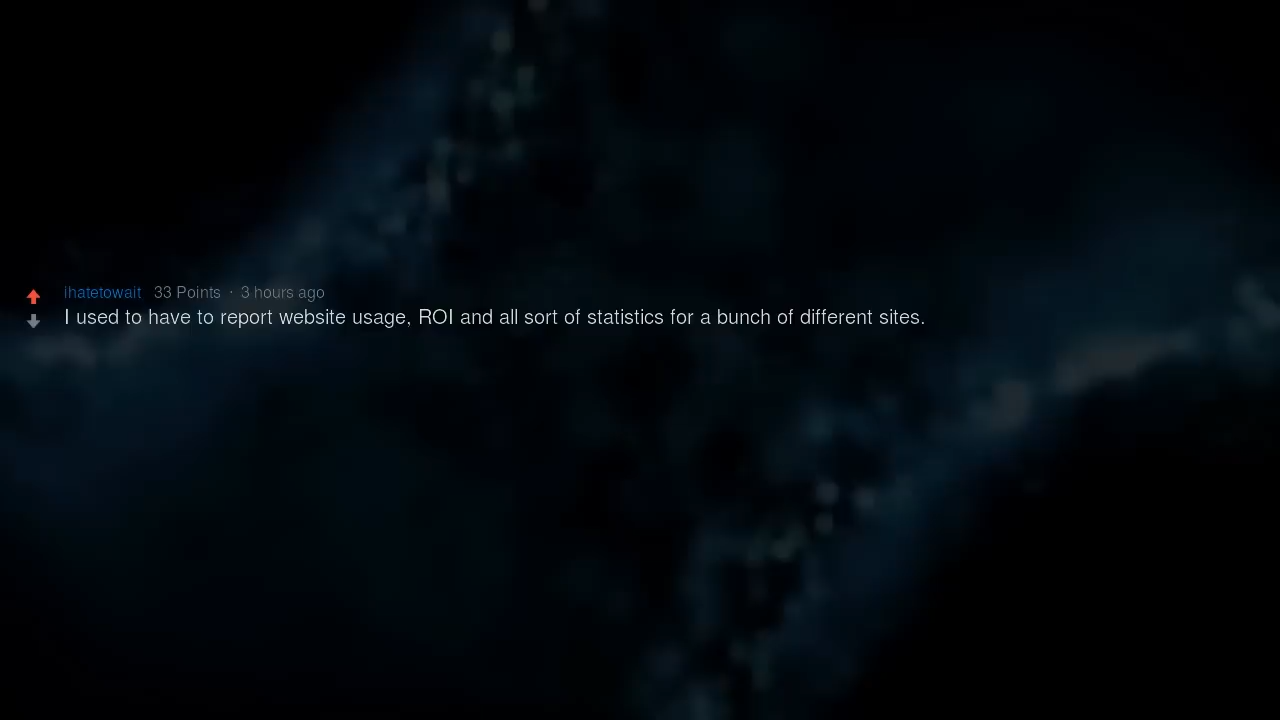 ihatetowait 33 Points · 3 hours ago
I used to have to report website usage, ROI and all sort of statistics for a bunch of different sites.